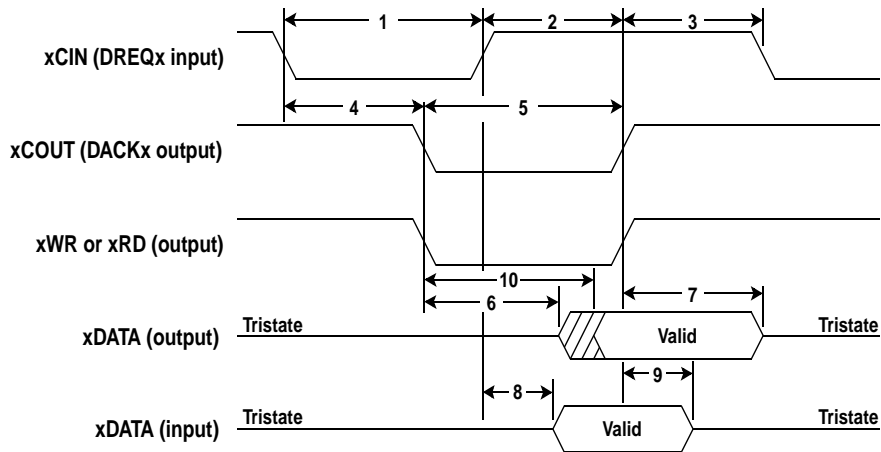 1
2
3
xCIN (DREQx input)
4
5
xCOUT (DACKx output)
xWR or xRD (output)
10
6
7
Tristate
Valid
Tristate
xDATA (output)
9
8
Tristate
Valid
Tristate
xDATA (input)